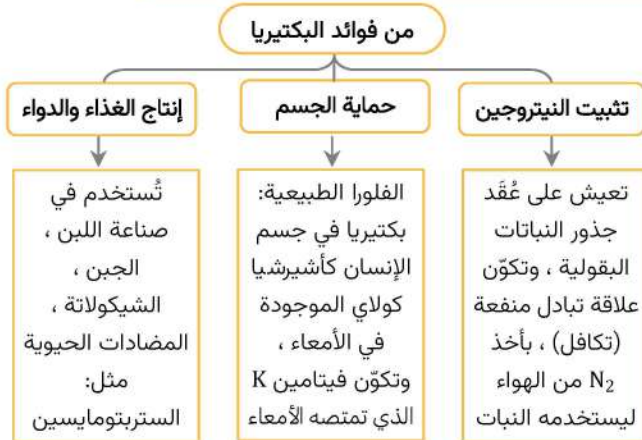 من فوائد البكتيريا
تثبيت النيتروجين
تعيش على عُقَد
جذور النباتات
البقولية ، وتكوّن
علاقة تبادل منفعة
(تكافل) ، بأخذ
N₂ من الهواء
ليستخدمه النبات
حماية الجسم
الفلورا الطبيعية:
بكتيريا في جسم
الإنسان كأشيرشيا
كولاي الموجودة
في الأمعاء ،
وتكوّن فيتامين K
الذي تمتصه الأمعاء
إنتاج الغذاء والدواء
تُستخدم في
صناعة اللبن ،
الجبن ،
الشيكولاتة ،
المضادات الحيوية
مثل:
الستربتومايسين